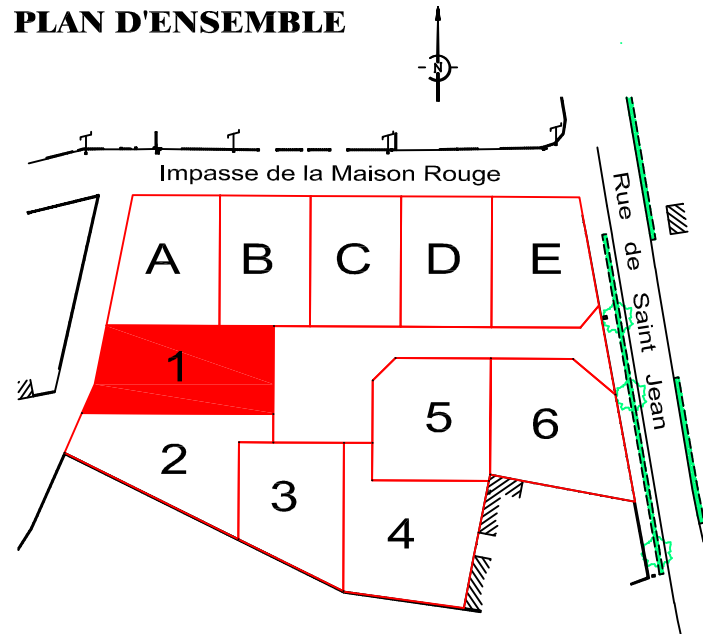 PLAN D'ENSEMBLE
N
Impasse de la Maison Rouge
Rue de Saint Jean
A B C D E
1
5 6
2 3 4